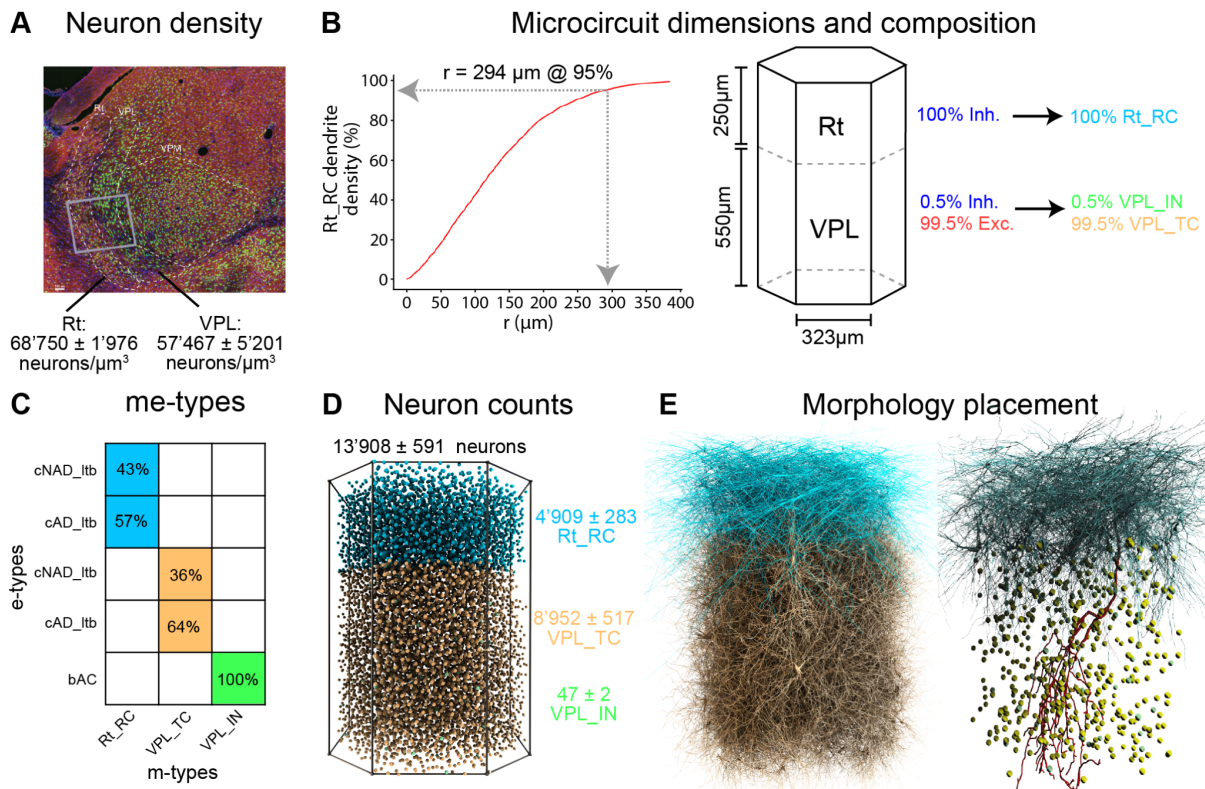 A
Neuron density
Rt
VPL
VPM
Rt:
68'750 ± 1'976
neurons/µm³
VPL:
57'467 ± 5'201
neurons/µm³
B
Microcircuit dimensions and composition
r = 294 µm @ 95%
Rt_RC dendrite
density (%)
100
80
60
40
20
0
0
50
100
150
200
250
300
350
400
r (µm)
250µm
550µm
Rt
VPL
323µm
100% Inh.
100% Rt_RC
0.5% Inh.
99.5% Exc.
0.5% VPL_IN
99.5% VPL_TC
C
me-types
e-types
cNAD_ltb
43%
cAD_ltb
57%
cNAD_ltb
36%
cAD_ltb
64%
bAC
100%
Rt_RC
VPL_TC
VPL_IN
m-types
D
Neuron counts
13'908 ± 591 neurons
4'909 ± 283
Rt_RC
8'952 ± 517
VPL_TC
47 ± 2
VPL_IN
E
Morphology placement